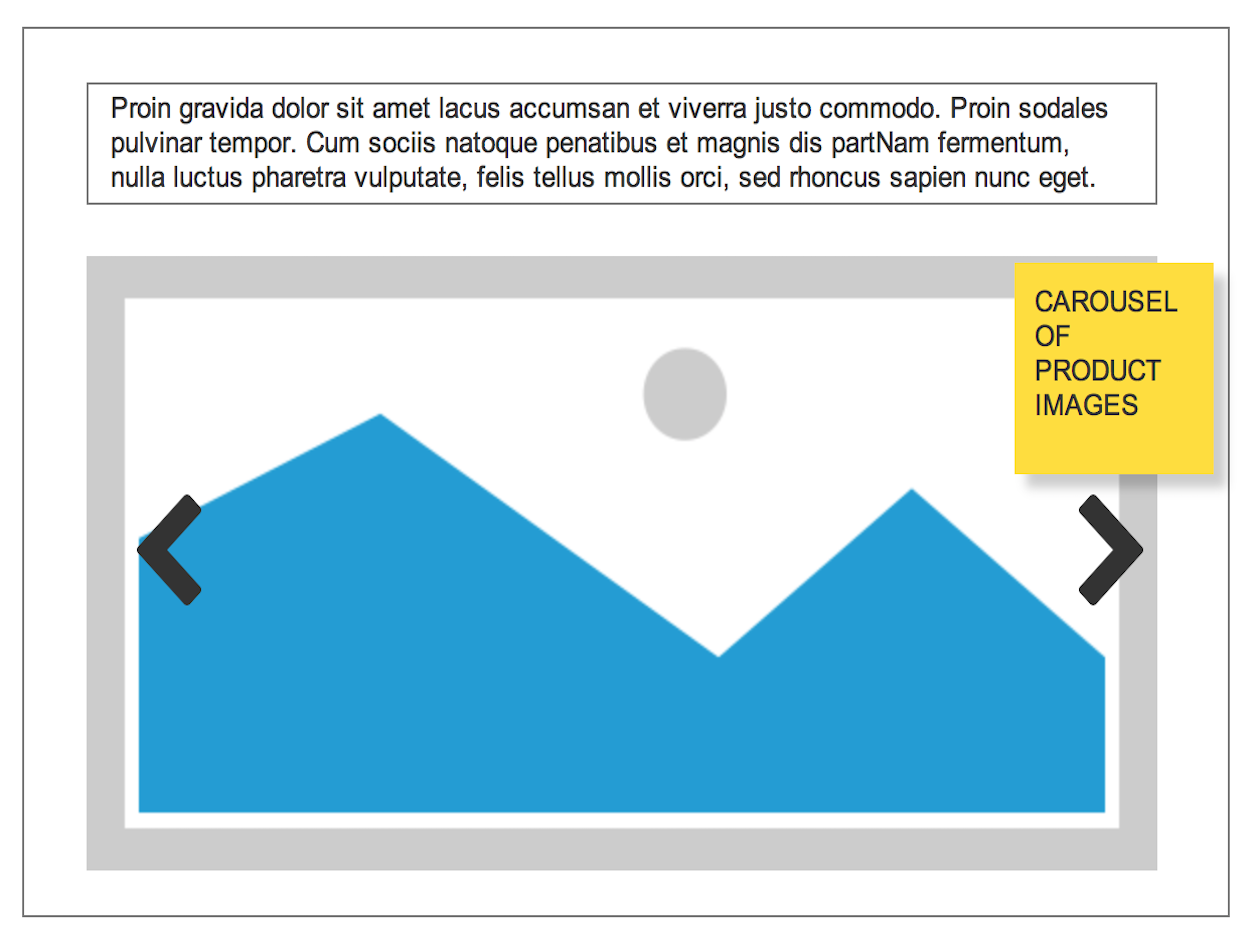 Proin gravida dolor sit amet lacus accumsan et viverra justo commodo. Proin sodales
pulvinar tempor. Cum sociis natoque penatibus et magnis dis partNam fermentum,
nulla luctus pharetra vulputate, felis tellus mollis orci, sed rhoncus sapien nunc eget.
CAROUSEL
OF
PRODUCT
IMAGES